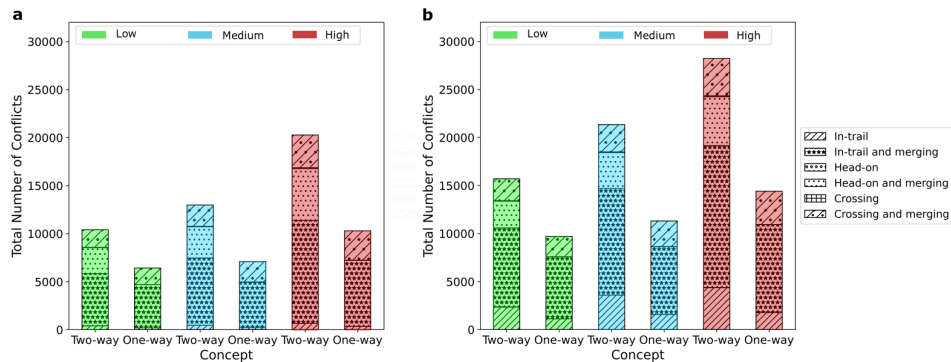 a
Low Medium High
30000
25000
20000
15000
10000
5000
0
Total Number of Conflicts
Two-way One-way Two-way One-way Two-way One-way
Concept
b
Low Medium High
30000
25000
20000
15000
10000
5000
0
Total Number of Conflicts
Two-way One-way Two-way One-way Two-way One-way
Concept
In-trail
In-trail and merging
Head-on
Head-on and merging
Crossing
Crossing and merging